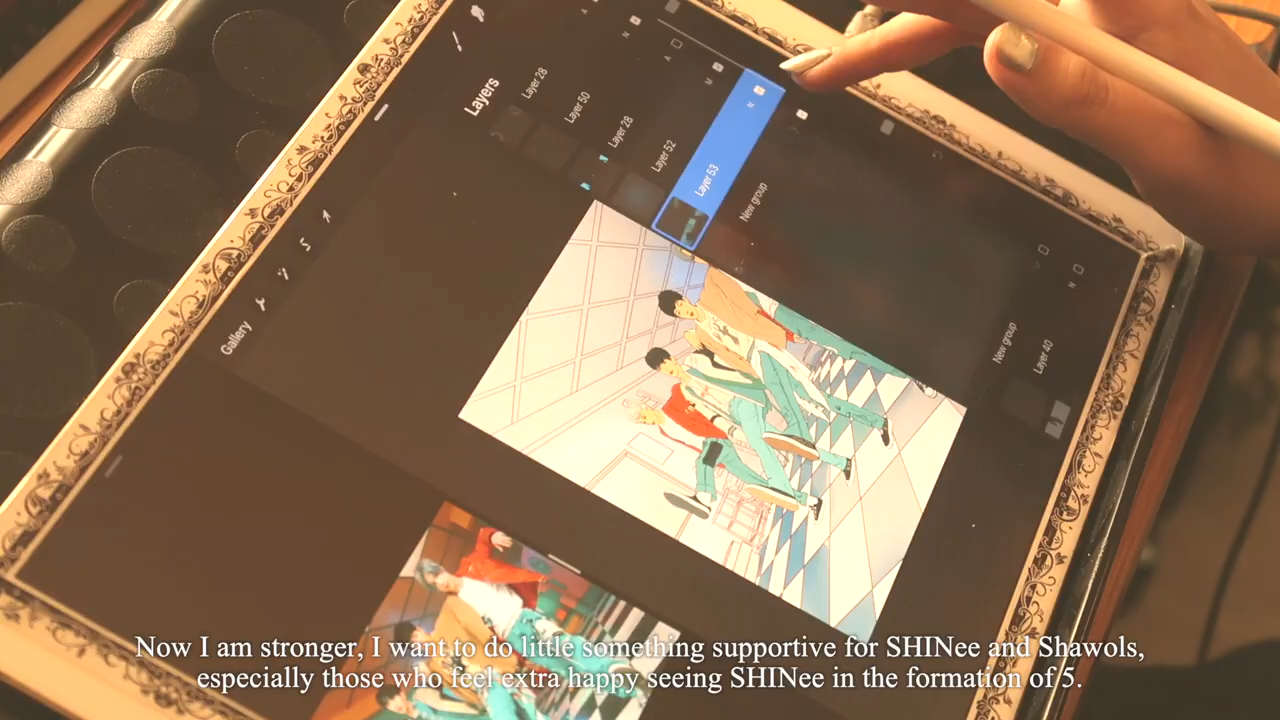 Gallery
Layers
Layer 28
Layer 50
Layer 28
Layer 52
N
Layer 53
N
New group
New group
Layer 40
N
Now I am stronger, I want to do little something supportive for SHINee and Shawols,
especially those who feel extra happy seeing SHINee in the formation of 5.